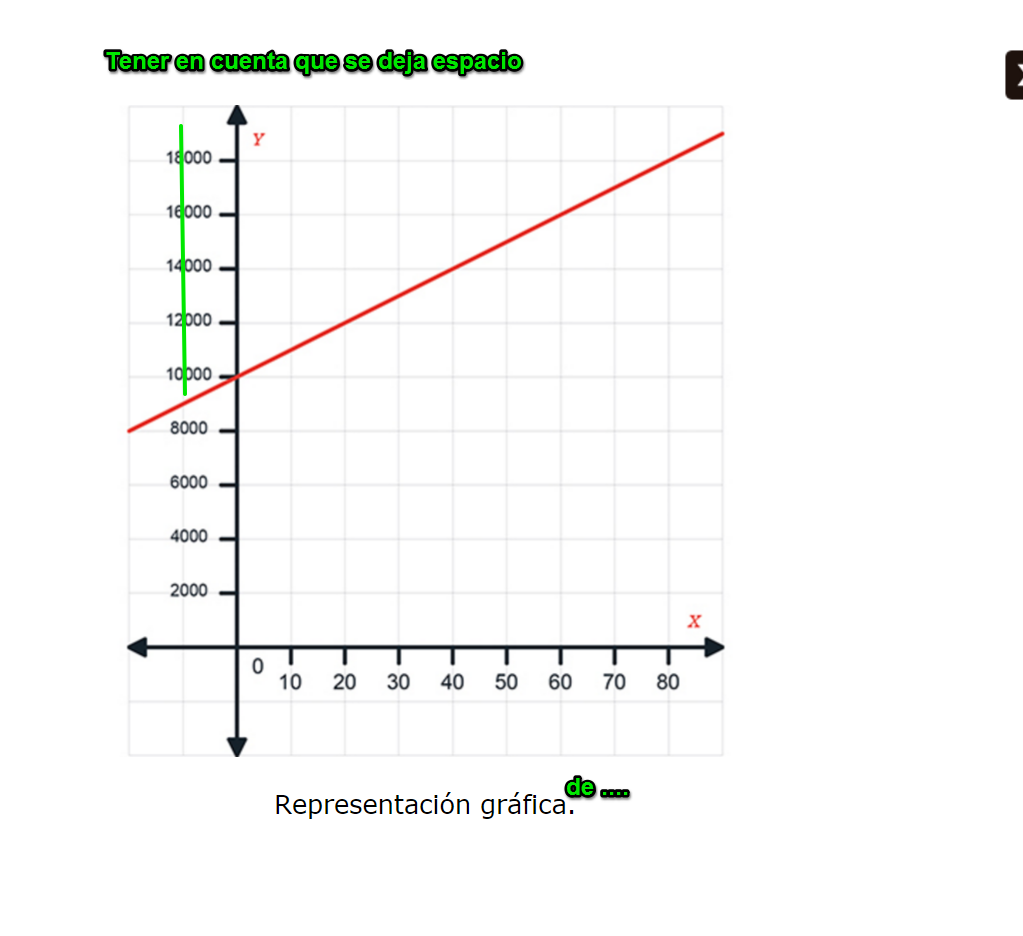 Tener en cuenta que se deja espacio
Y
18000
16000
14000
12000
10000
8000
6000
4000
2000
X
0
10 20 30 40 50 60 70 80
de ....
Representación gráfica.